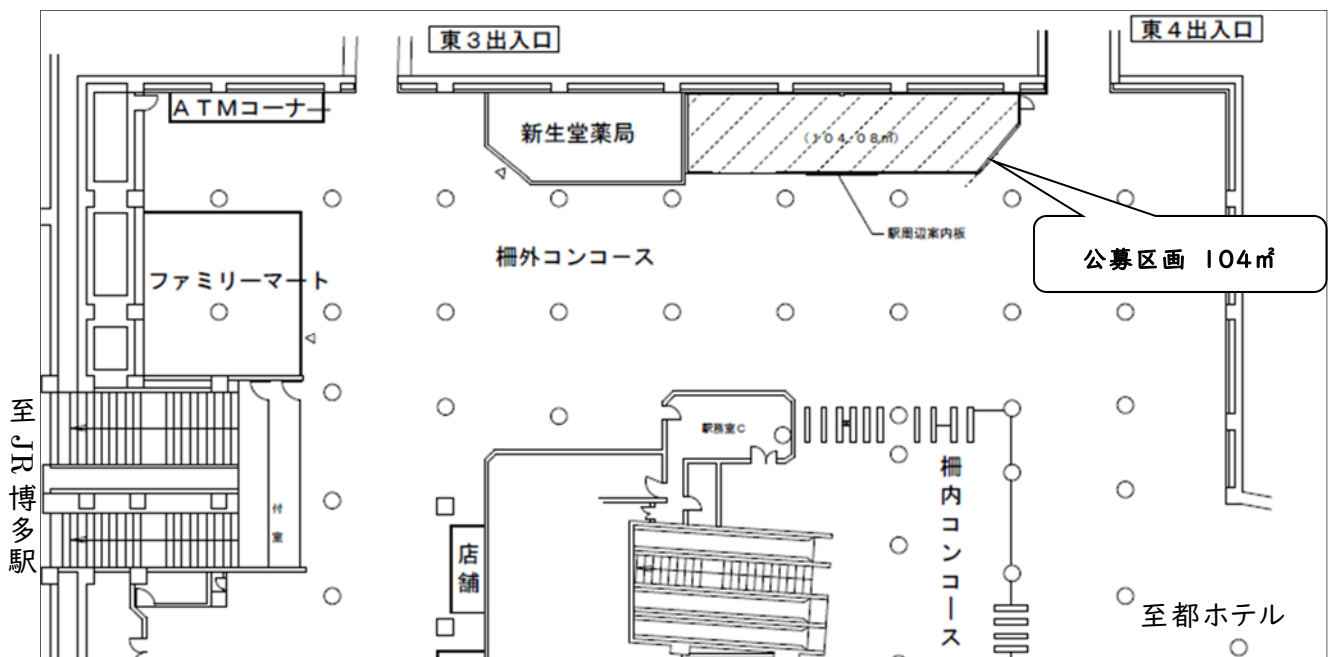 東3出入口
東4出入口
ATMコーナー
新生堂薬局
(104.08㎡)
駅周辺案内板
公募区画 104㎡
柵外コンコース
ファミリーマート
至JR博多駅
駅務室C
柵内コンコース
付室
店舗
至都ホテル